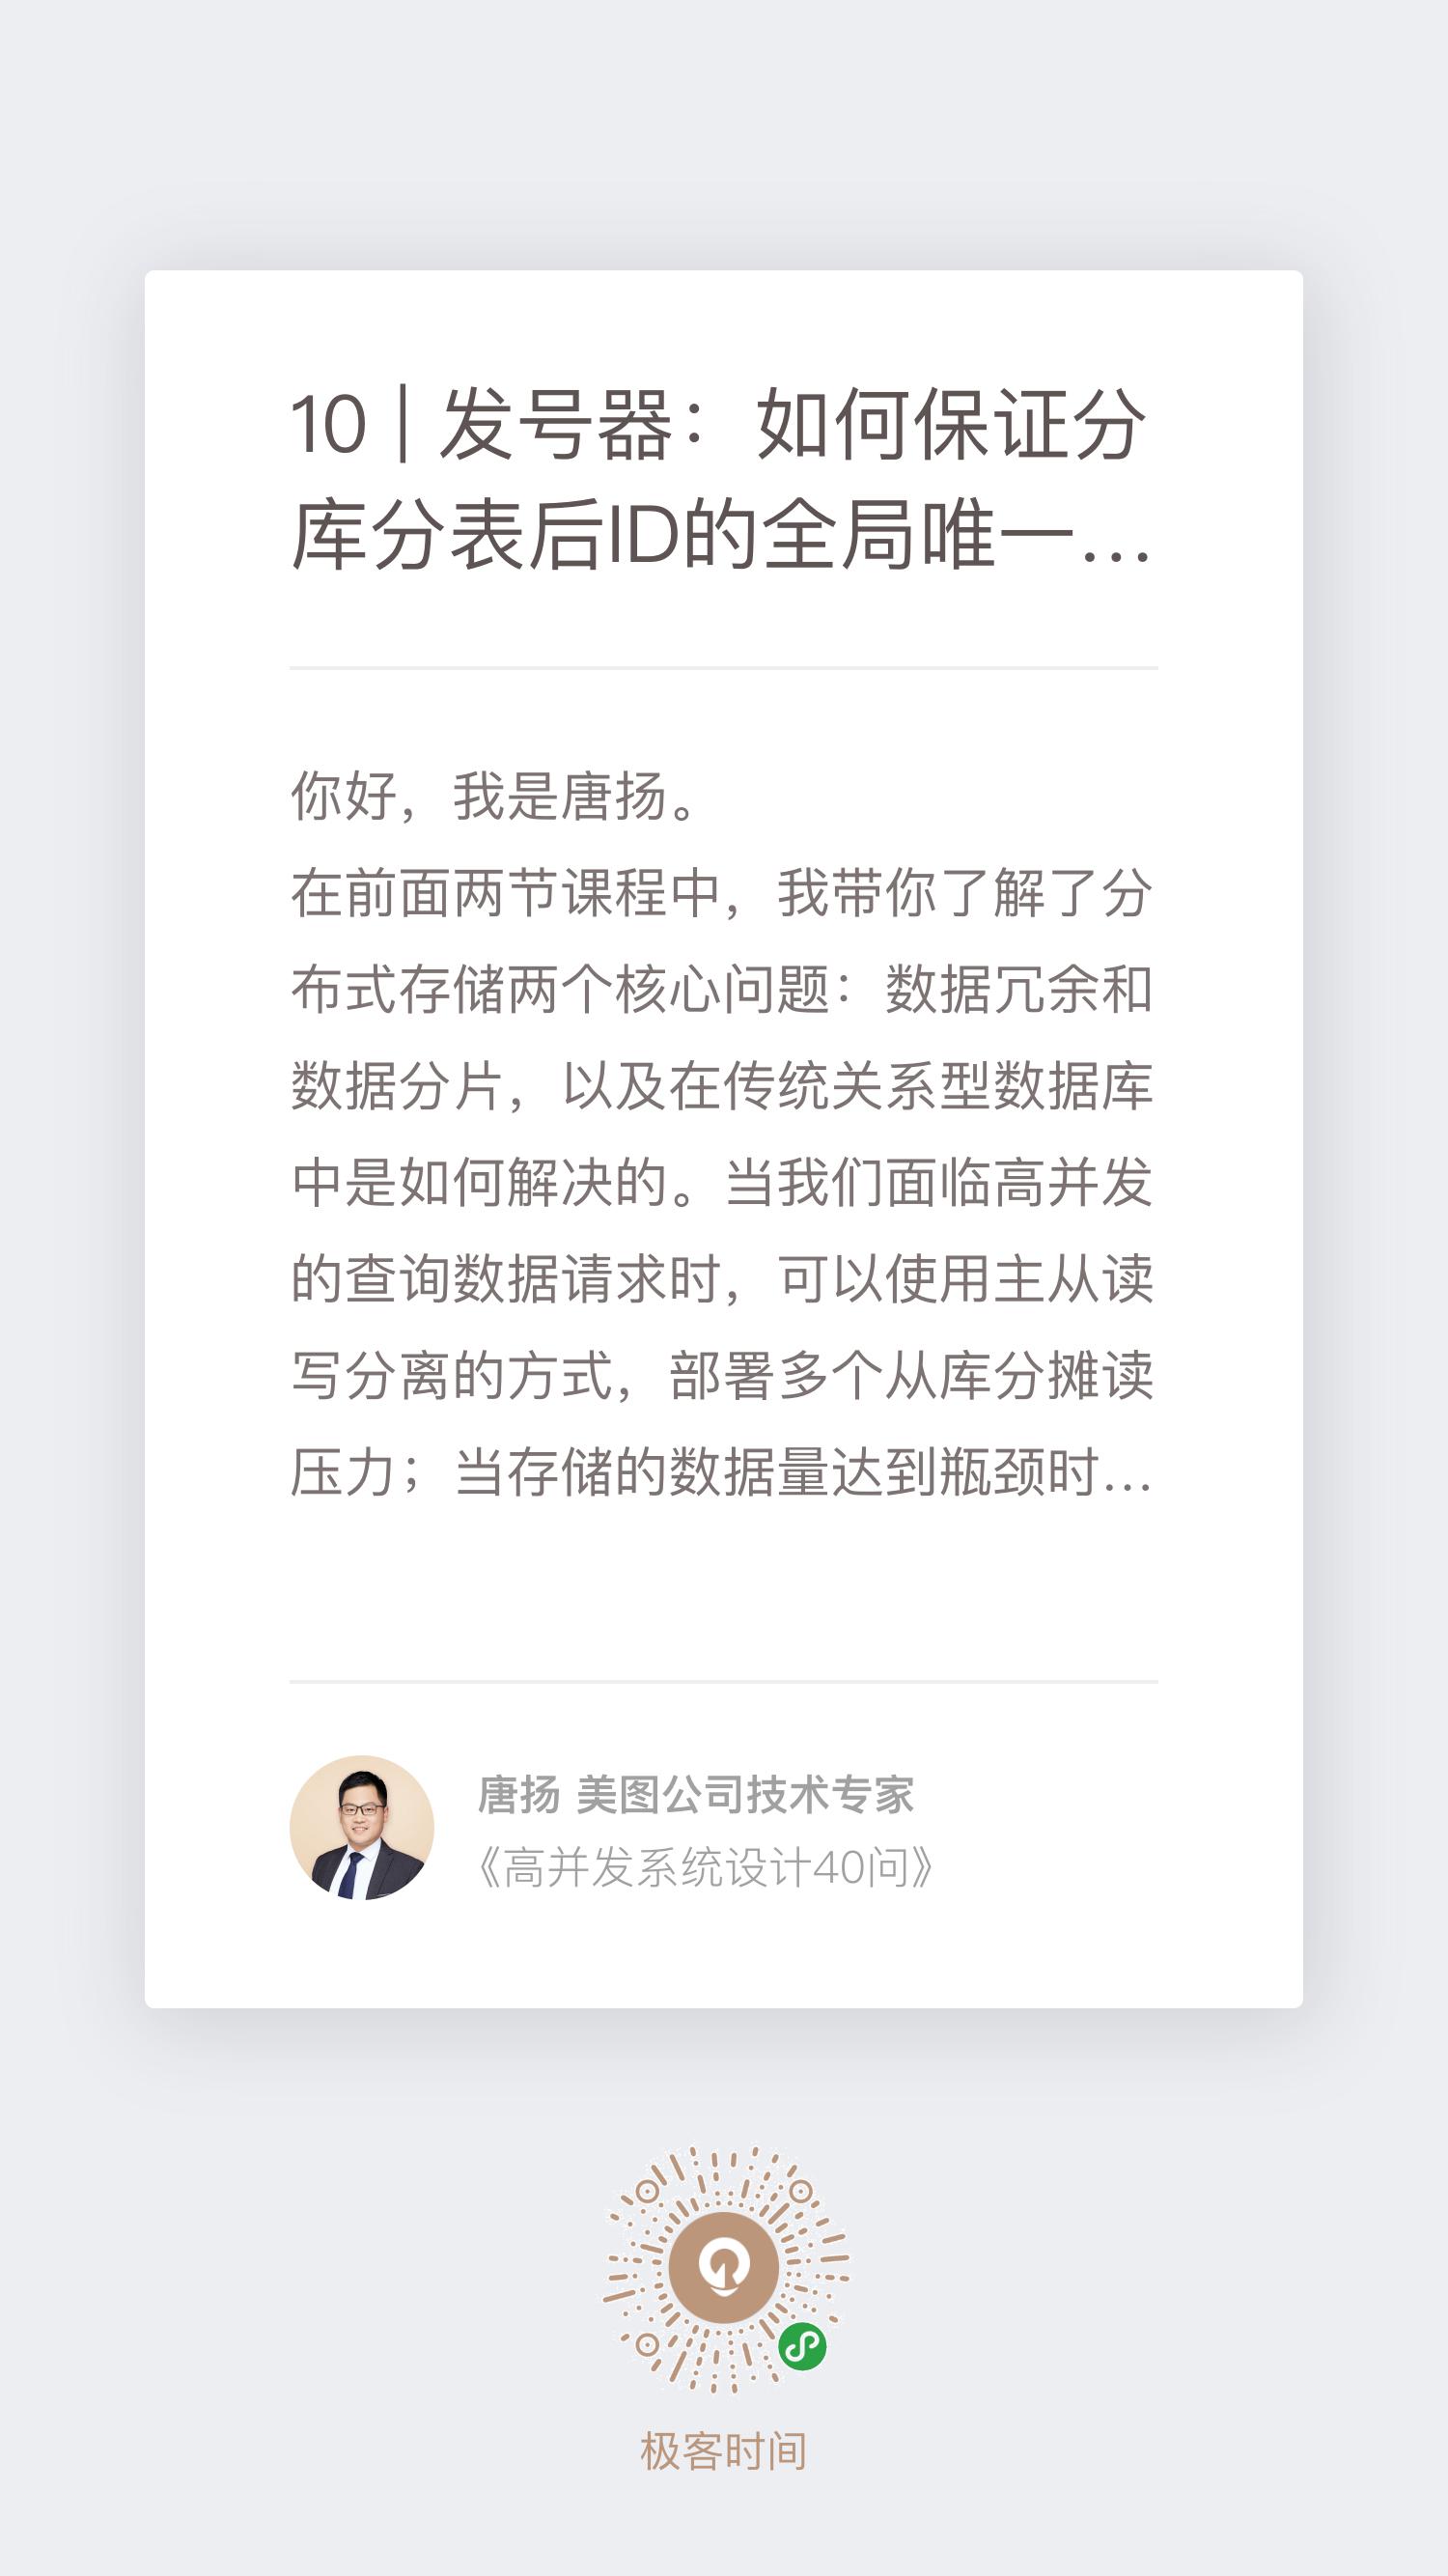 10 | 发号器：如何保证分
库分表后ID的全局唯一...
你好，我是唐扬。
在前面两节课程中，我带你了解了分
布式存储两个核心问题：数据冗余和
数据分片，以及在传统关系型数据库
中是如何解决的。当我们面临高并发
的查询数据请求时，可以使用主从读
写分离的方式，部署多个从库分摊读
压力；当存储的数据量达到瓶颈时...
唐扬 美图公司技术专家
《高并发系统设计40问》
极客时间